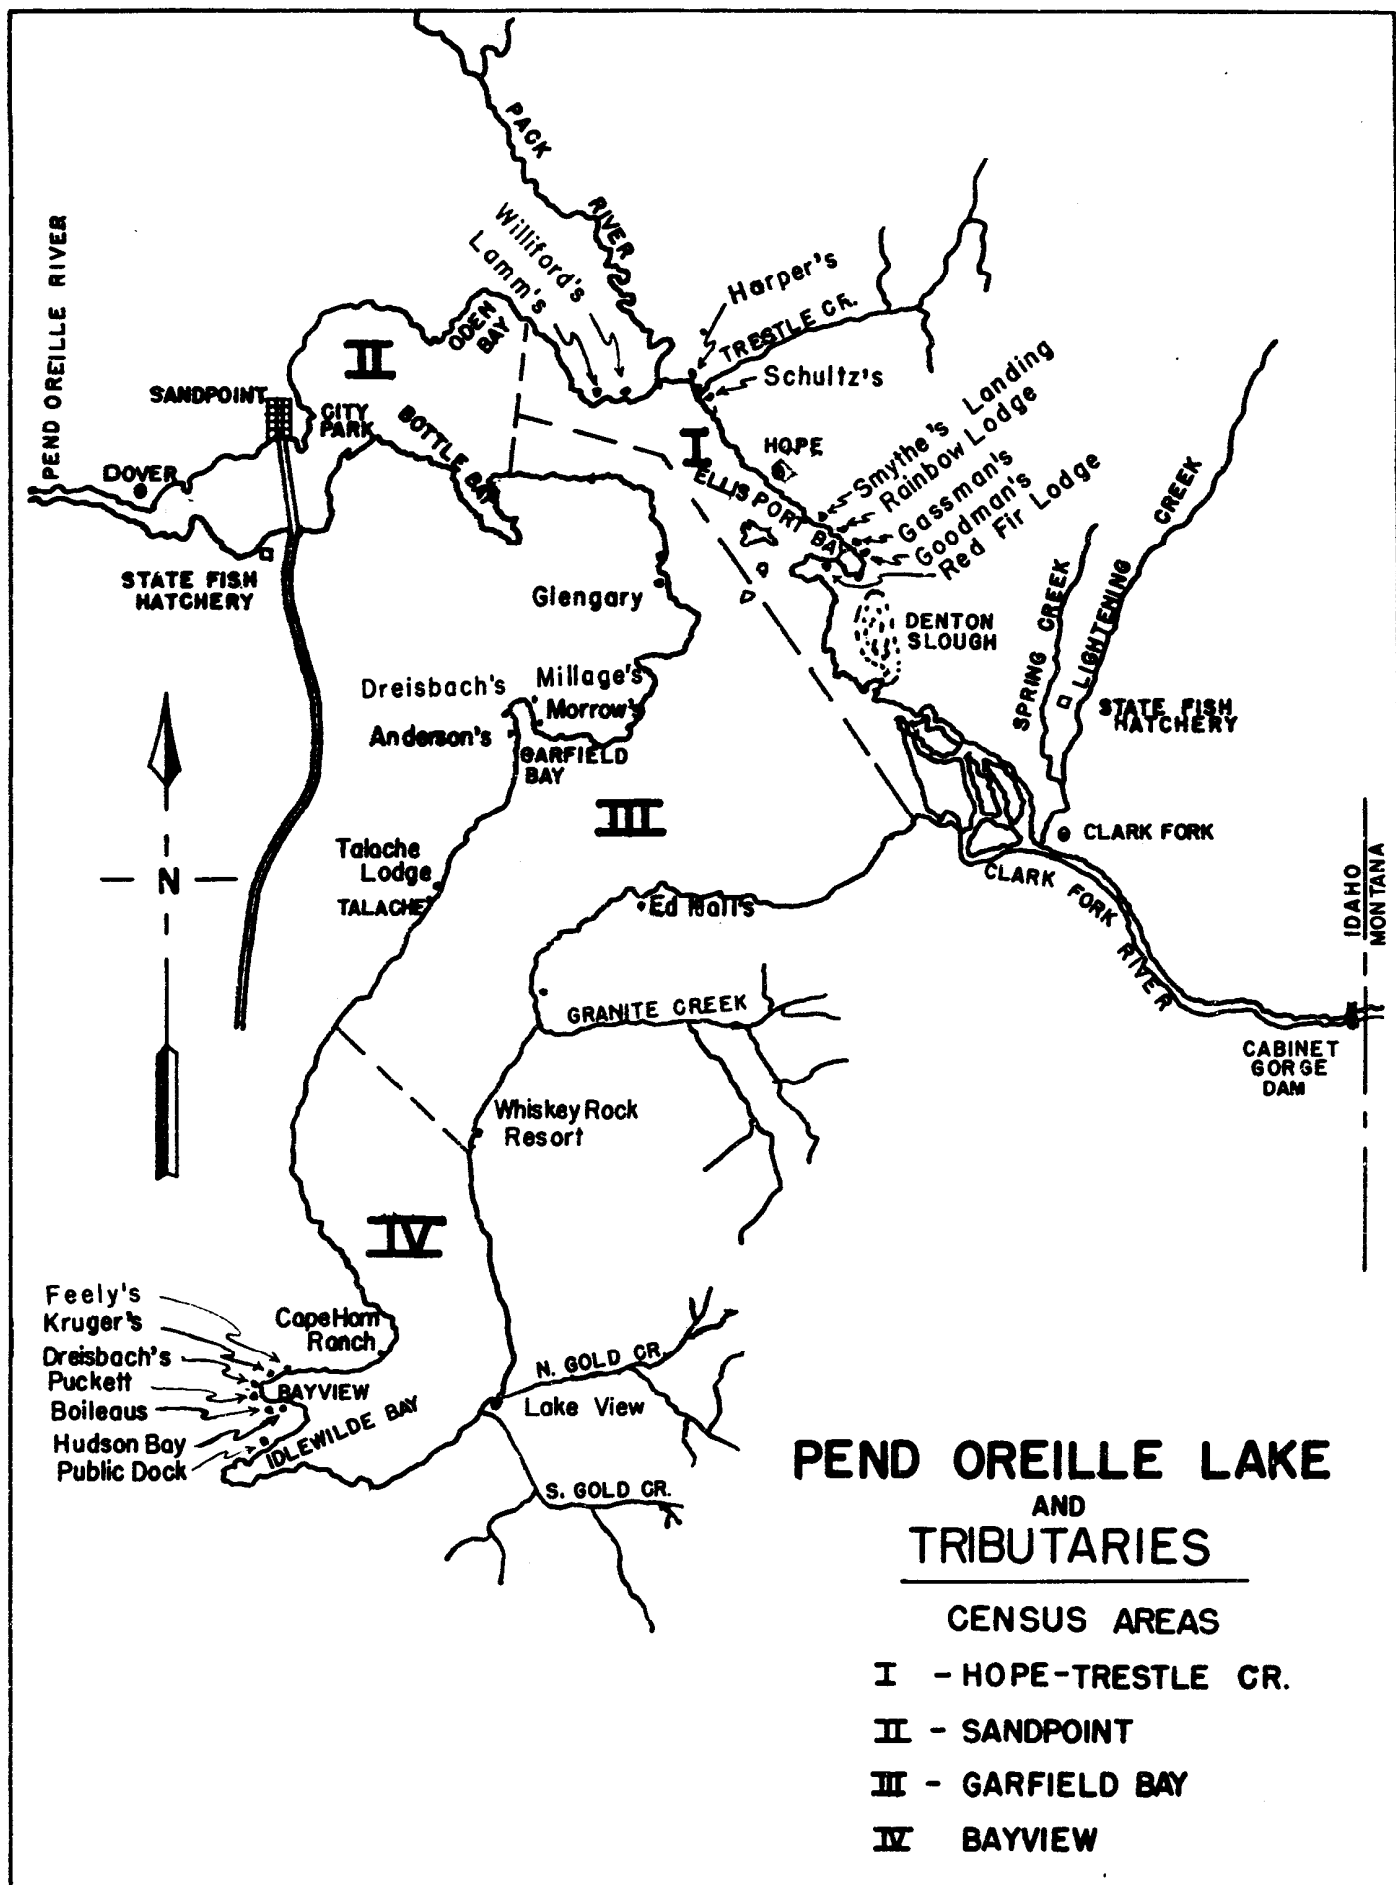 PACK
RIVER
PEND OREILLE RIVER
Williford's
Lamm's
Harper's
TRESTLE CR.
ODEN
BAY
II
Schultz's
SANDPOINT
CITY
PARK
BOTTLE BAY
I
HOPE
Smythe's Landing
Rainbow Lodge
Gassman's
Goodman's
Red Fir Lodge
ELLISPORT BAY
DOVER
STATE FISH
HATCHERY
Glengary
DENTON
SLOUGH
SPRING CREEK
LIGHTENING CREEK
STATE FISH
HATCHERY
Dreisbach's
Millage's
Morrow's
Anderson's
GARFIELD
BAY
III
Talache
Lodge
TALACHE
N
CLARK FORK
CLARK FORK RIVER
IDAHO
MONTANA
Ed Nall's
GRANITE CREEK
CABINET
GORGE
DAM
Whiskey Rock
Resort
IV
Feely's
Kruger's
Dreisbach's
Puckett
Boileaus
Hudson Bay
Public Dock
Cape Horn
Ranch
BAYVIEW
IDLEWILDE BAY
N. GOLD CR.
Lake View
S. GOLD CR.
PEND OREILLE LAKE
AND
TRIBUTARIES
CENSUS AREAS
I - HOPE-TRESTLE CR.
II - SANDPOINT
III - GARFIELD BAY
IV BAYVIEW